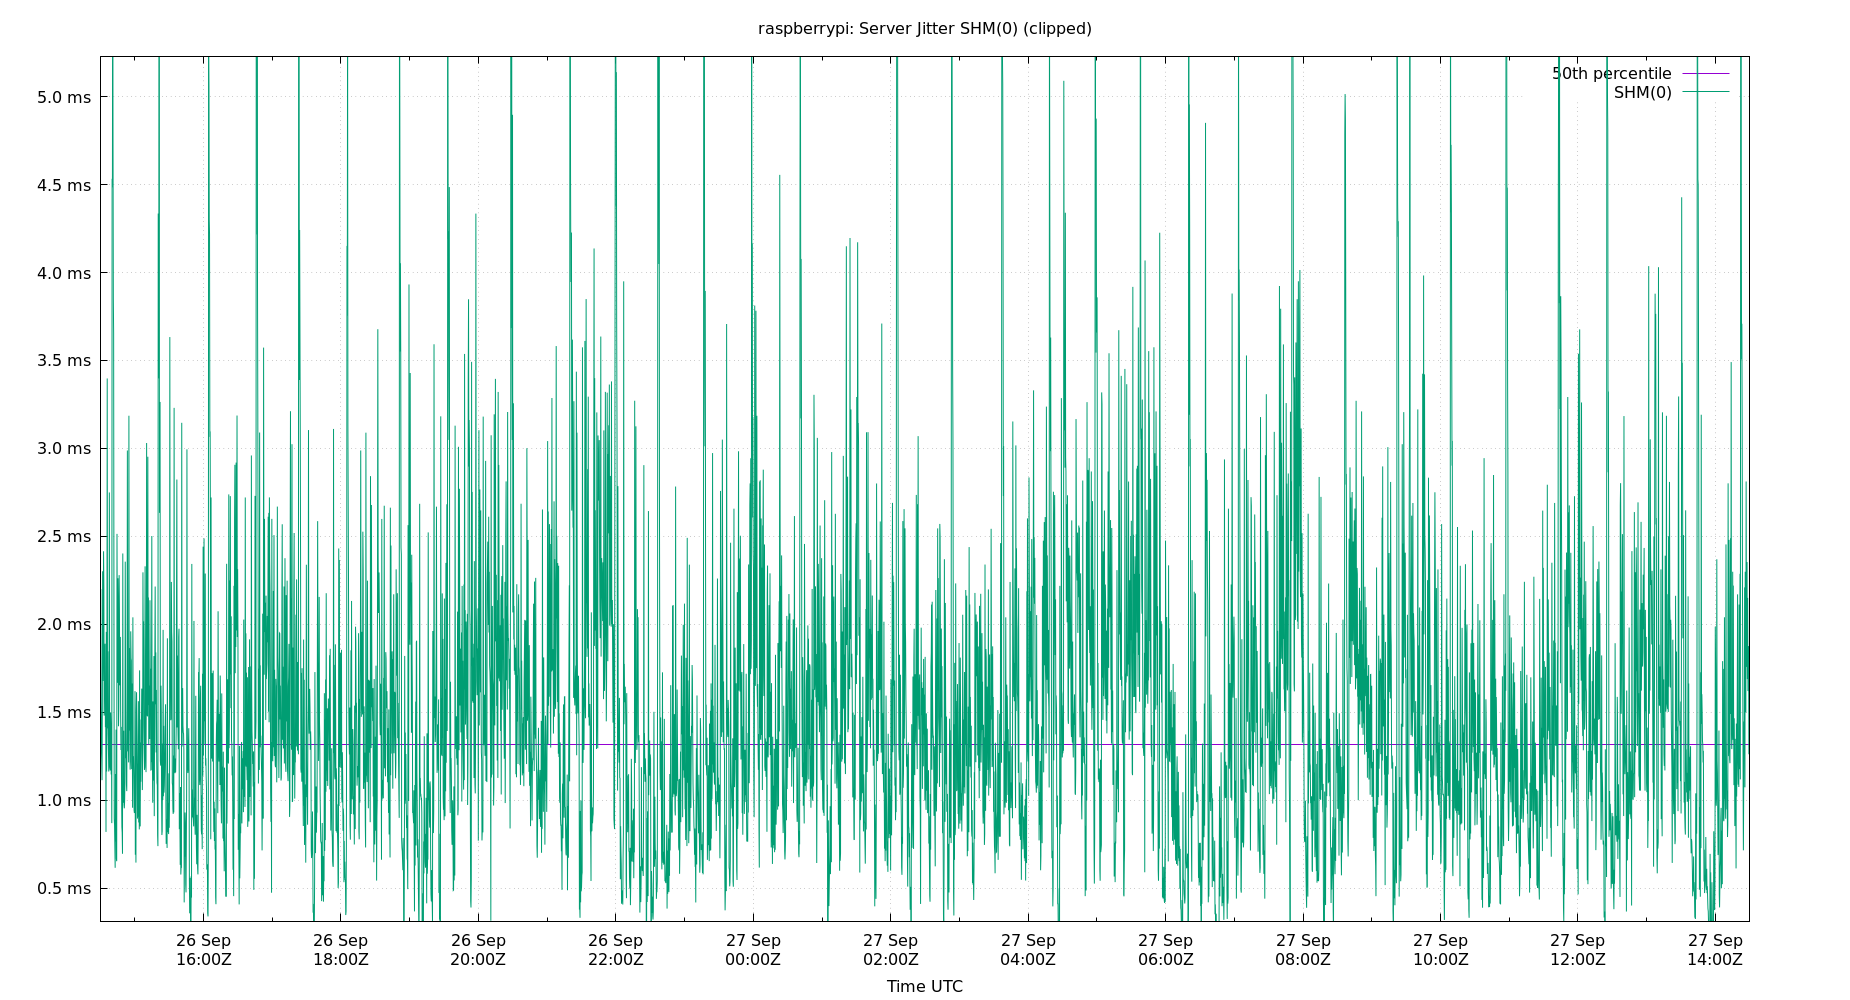 raspberrypi: Server Jitter SHM(0) (clipped)
50th percentile
SHM(0)
5.0 ms
4.5 ms
4.0 ms
3.5 ms
3.0 ms
2.5 ms
2.0 ms
1.5 ms
1.0 ms
0.5 ms
26 Sep 26 Sep 26 Sep 26 Sep 27 Sep 27 Sep 27 Sep 27 Sep 27 Sep 27 Sep 27 Sep 27 Sep
16:00Z 18:00Z 20:00Z 22:00Z 00:00Z 02:00Z 04:00Z 06:00Z 08:00Z 10:00Z 12:00Z 14:00Z
Time UTC